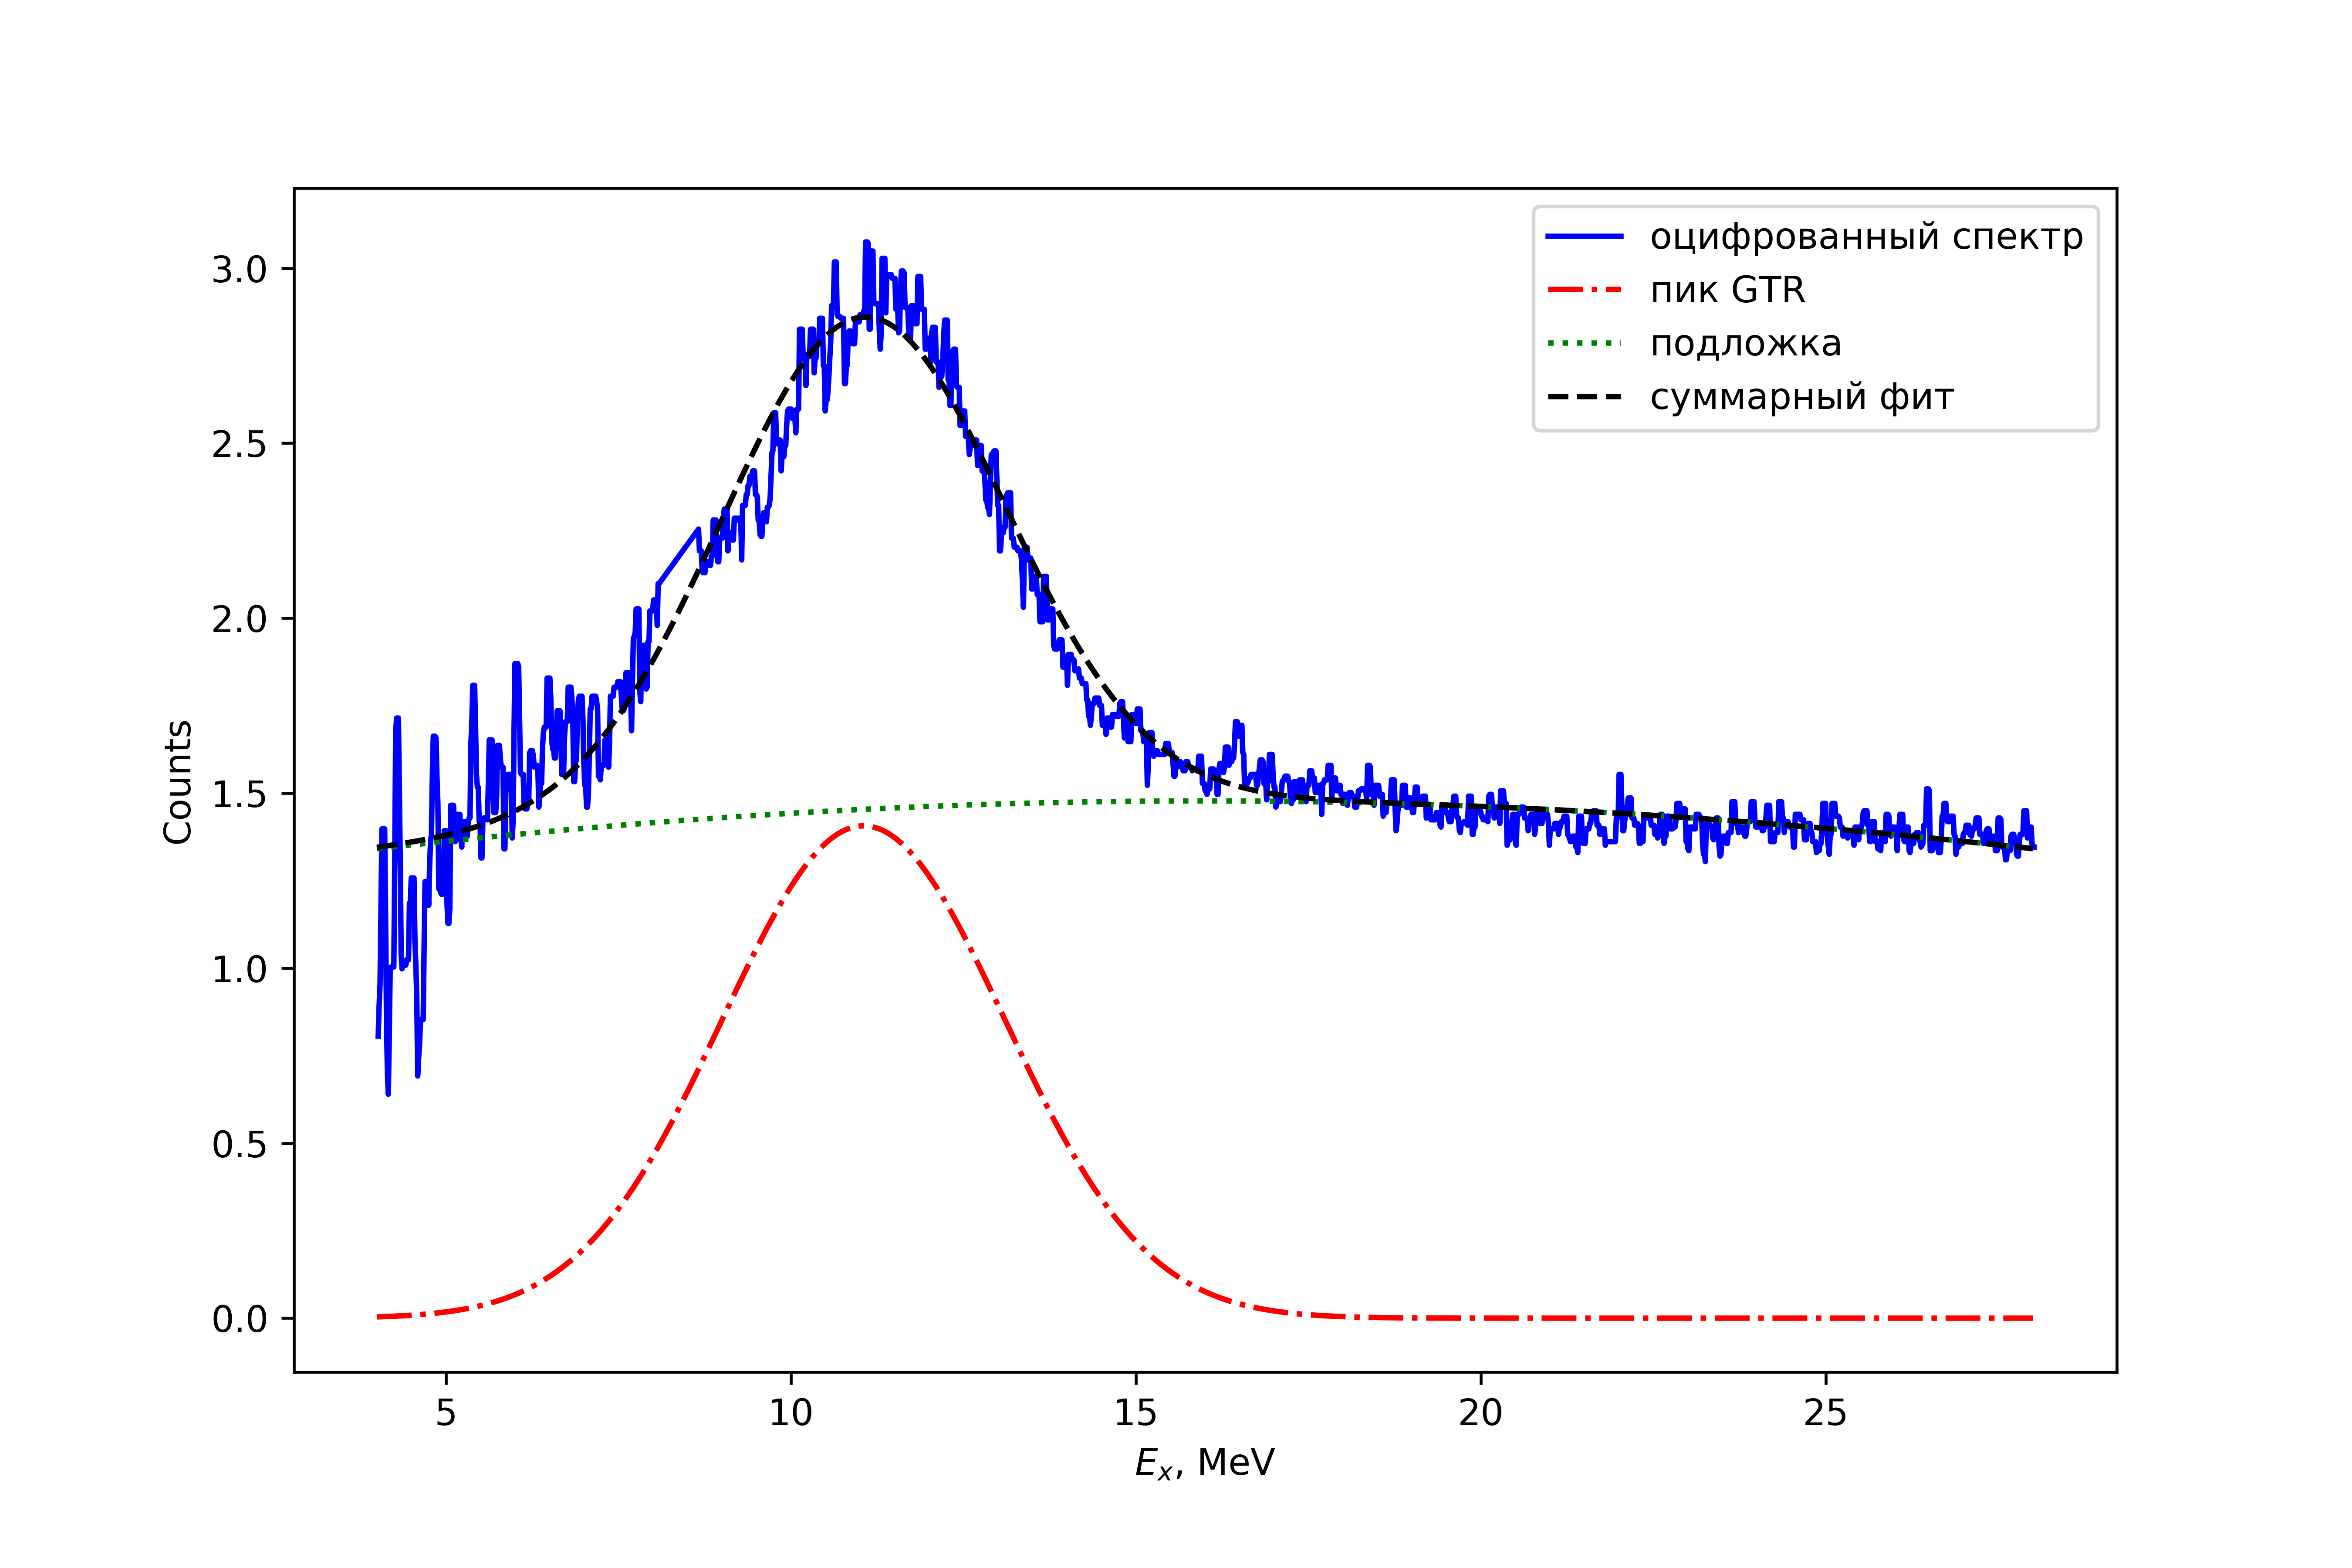 оцифрованный спектр
пик GTR
подложка
суммарный фит
3.0
2.5
2.0
1.5
1.0
0.5
0.0
Counts
5 10 15 20 25
Eₓ, MeV